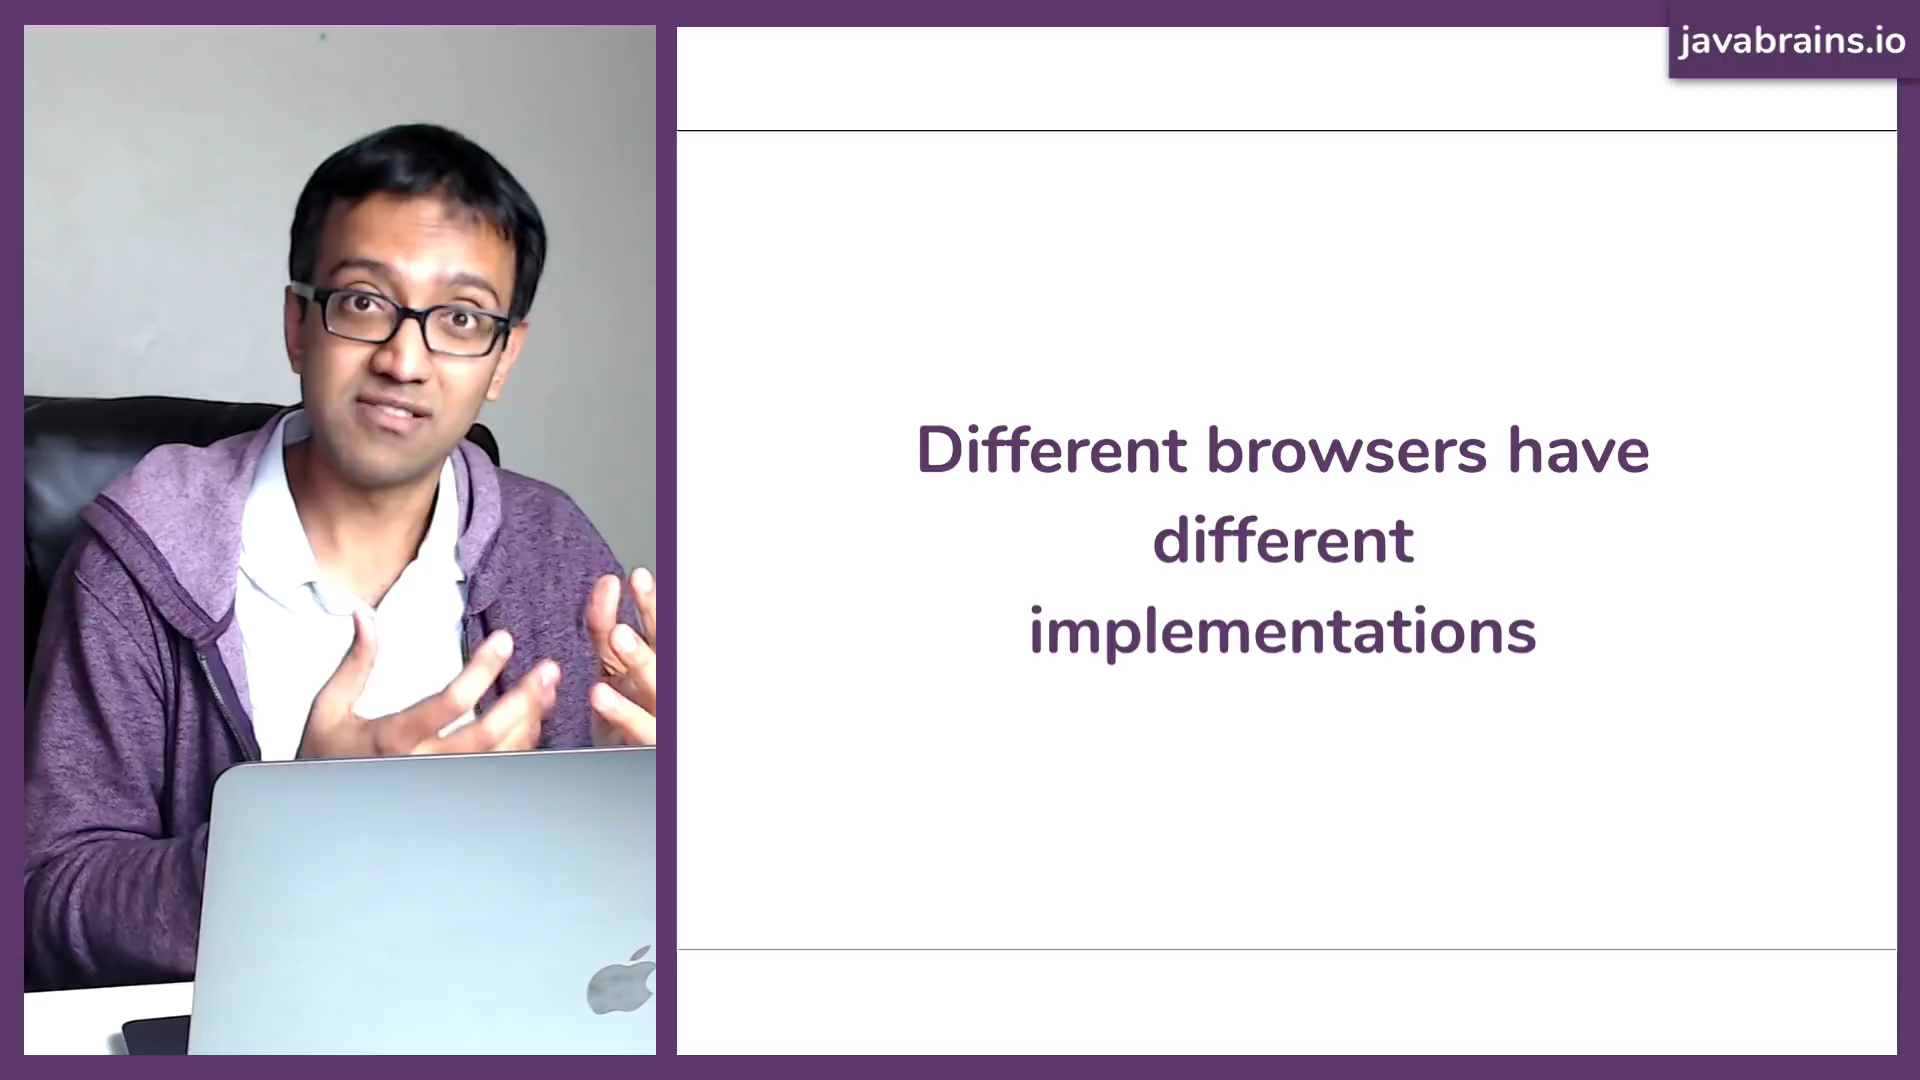 javabrains.io
Different browsers have
different
implementations